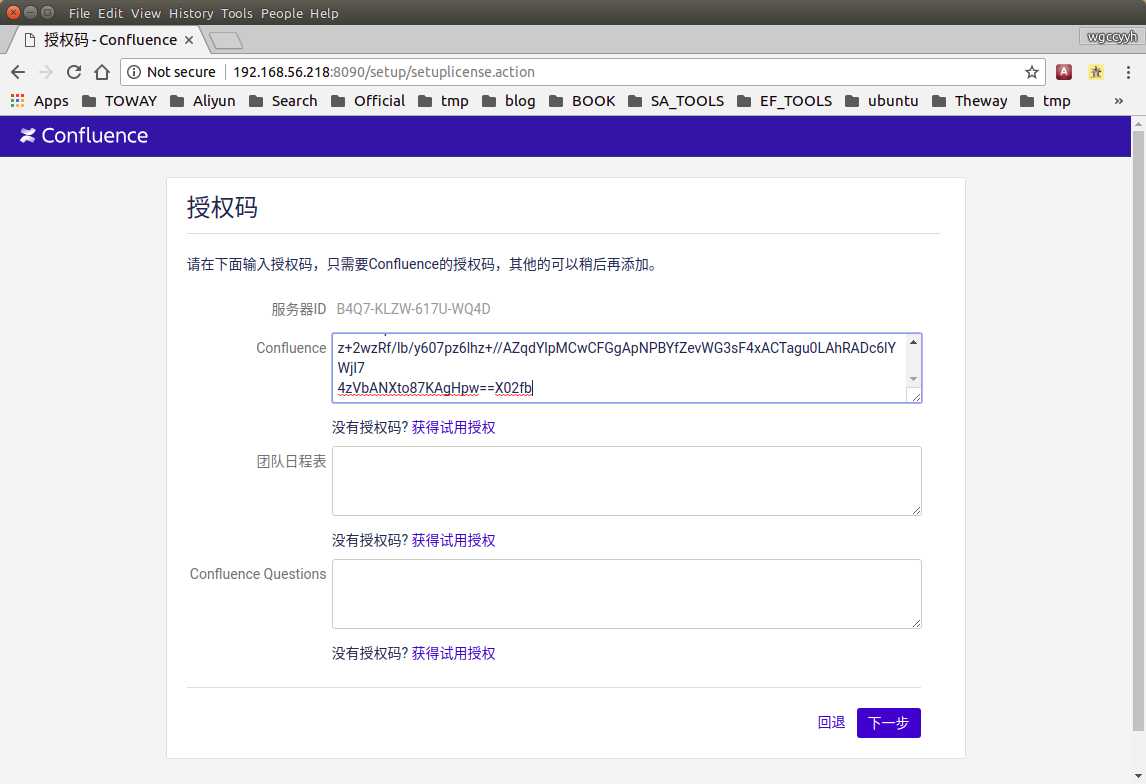 File Edit View History Tools People Help
授权码 - Confluence
wgccyyh
Not secure 192.168.56.218:8090/setup/setuplicense.action
Apps TOWAY Aliyun Search Official tmp blog BOOK SA_TOOLS EF_TOOLS ubuntu Theway tmp »
Confluence
授权码
请在下面输入授权码，只需要Confluence的授权码，其他的可以稍后再添加。
服务器ID B4Q7-KLZW-617U-WQ4D
Confluence
z+2wzRf/Ib/y607pz6lhz+//AZqdYlpMCwCFGgApNPBYfZevWG3sF4xACTagu0LAhRADc6lY
WjI7
4zVbANXto87KAgHpw==X02fb
没有授权码? 获得试用授权
团队日程表
没有授权码? 获得试用授权
Confluence Questions
没有授权码? 获得试用授权
回退 下一步